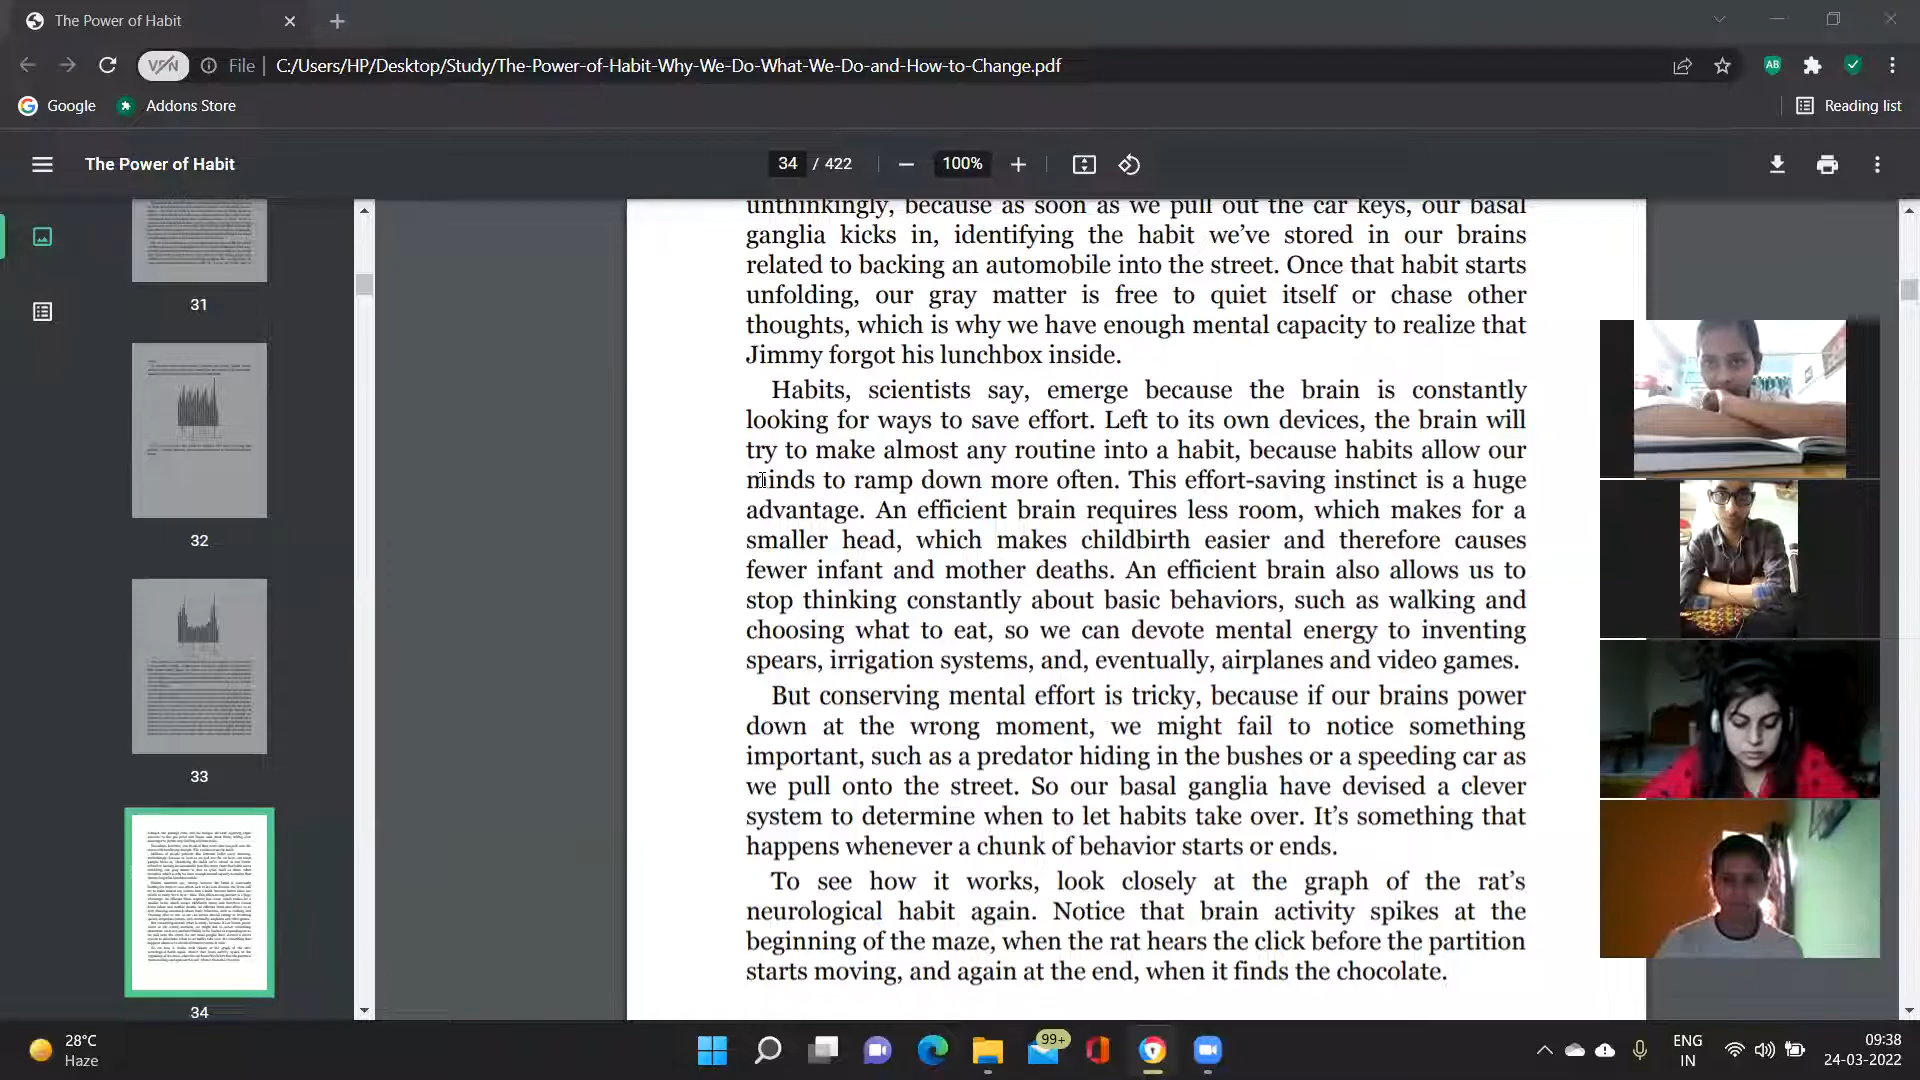 The Power of Habit
VPN
File
C:/Users/HP/Desktop/Study/The-Power-of-Habit-Why-We-Do-What-We-Do-and-How-to-Change.pdf
AB
Google
Addons Store
Reading list
The Power of Habit
34 / 422
100%
unthinkingly, because as soon as we pull out the car keys, our basal
ganglia kicks in, identifying the habit we’ve stored in our brains
related to backing an automobile into the street. Once that habit starts
unfolding, our gray matter is free to quiet itself or chase other
thoughts, which is why we have enough mental capacity to realize that
Jimmy forgot his lunchbox inside.
Habits, scientists say, emerge because the brain is constantly
looking for ways to save effort. Left to its own devices, the brain will
try to make almost any routine into a habit, because habits allow our
minds to ramp down more often. This effort-saving instinct is a huge
advantage. An efficient brain requires less room, which makes for a
smaller head, which makes childbirth easier and therefore causes
fewer infant and mother deaths. An efficient brain also allows us to
stop thinking constantly about basic behaviors, such as walking and
choosing what to eat, so we can devote mental energy to inventing
spears, irrigation systems, and, eventually, airplanes and video games.
But conserving mental effort is tricky, because if our brains power
down at the wrong moment, we might fail to notice something
important, such as a predator hiding in the bushes or a speeding car as
we pull onto the street. So our basal ganglia have devised a clever
system to determine when to let habits take over. It’s something that
happens whenever a chunk of behavior starts or ends.
To see how it works, look closely at the graph of the rat’s
neurological habit again. Notice that brain activity spikes at the
beginning of the maze, when the rat hears the click before the partition
starts moving, and again at the end, when it finds the chocolate.
31
32
33
34
28°C
Haze
99+
ENG
IN
09:38
24-03-2022